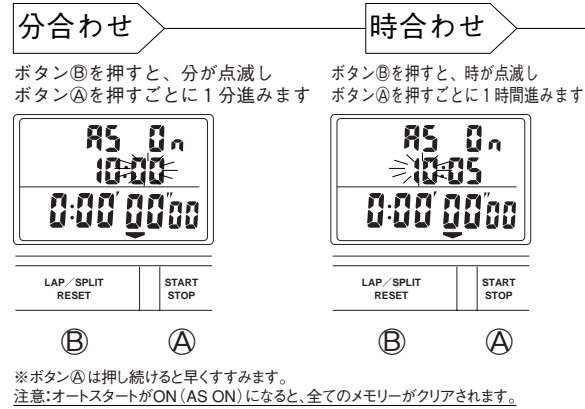 分合わせ
時合わせ
ボタンⒷを押すと、分が点滅し
ボタンⒶを押すごとに１分進みます
ボタンⒷを押すと、時が点滅し
ボタンⒶを押すごとに１時間進みます
AS On
10:00
0:00'00"00
LAP／SPLIT
RESET
START
STOP
Ⓑ
Ⓐ
AS On
10:05
0:00'00"00
LAP／SPLIT
RESET
START
STOP
Ⓑ
Ⓐ
※ボタンⒶは押し続けると早くすすみます。
注意：オートスタートがON（AS ON）になると、全てのメモリーがクリアされます。